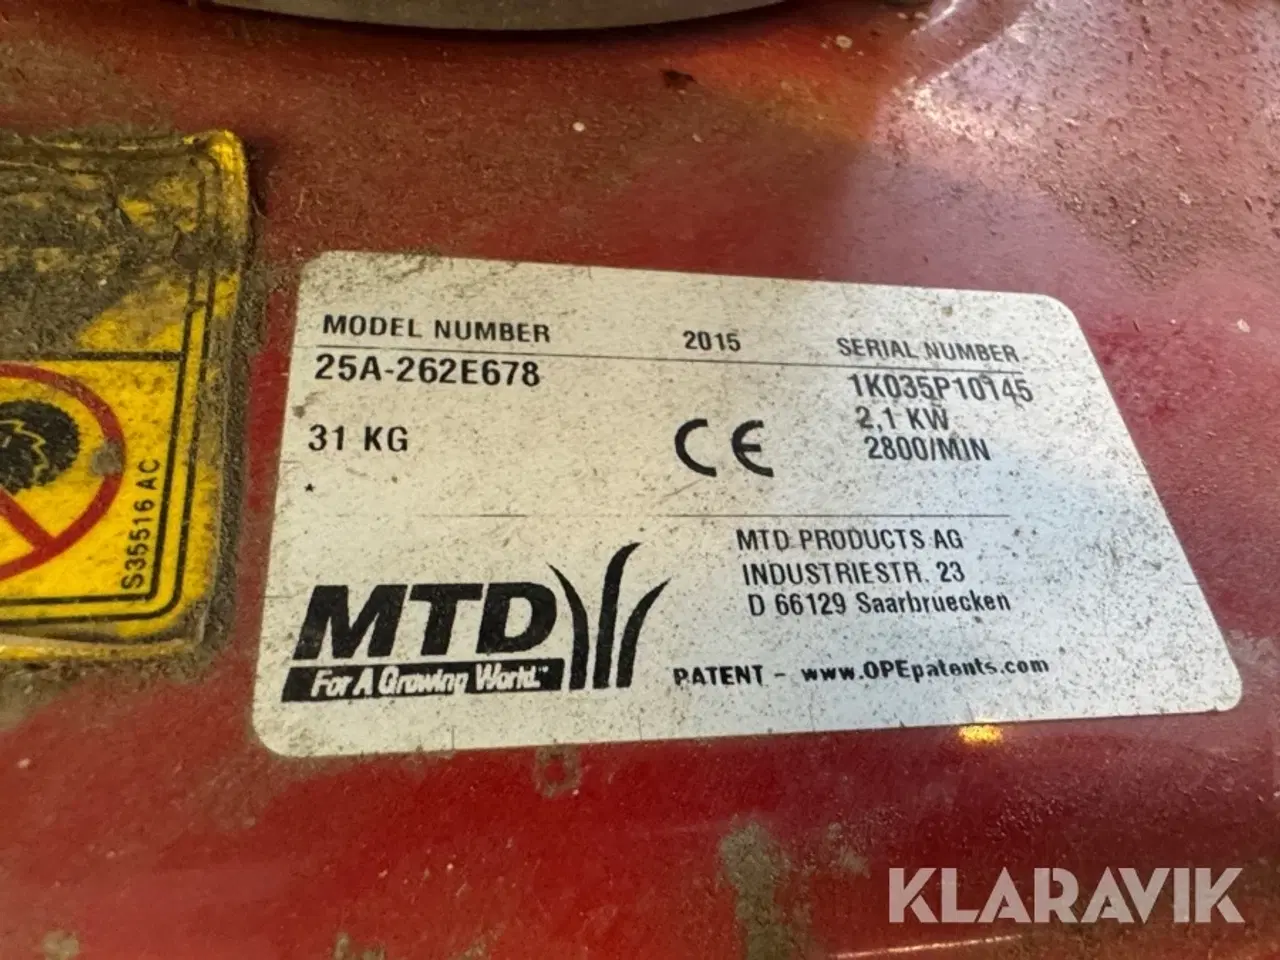 MODEL NUMBER 2015 SERIAL NUMBER
25A-262E678 1K035P10145
2,1 KW
31 KG CE 2800/MIN
*
MTD PRODUCTS AG
INDUSTRIESTR. 23
D 66129 Saarbruecken
MTD
For A Growing World.™
PATENT - www.OPEpatents.com
S35516 AC
KLARAVIK